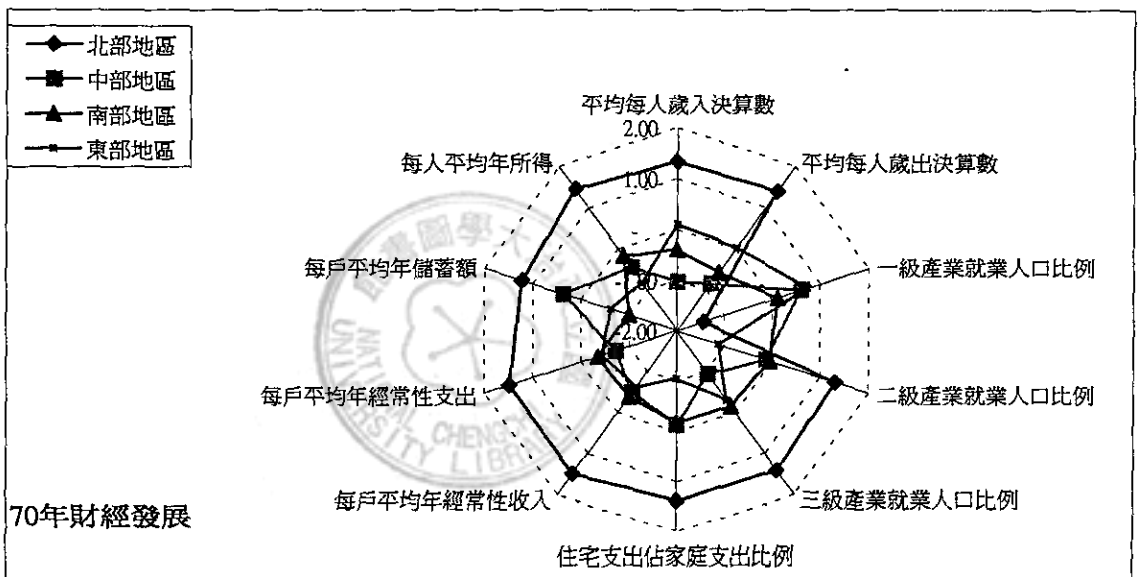 北部地區
中部地區
南部地區
東部地區
平均每人歲入決算數
2.00
1.00
-2.00
平均每人歲出決算數
一級產業就業人口比例
二級產業就業人口比例
三級產業就業人口比例
住宅支出佔家庭支出比例
每戶平均年經常性收入
每戶平均年經常性支出
每戶平均年儲蓄額
每人平均年所得
70年財經發展
LIBRARY